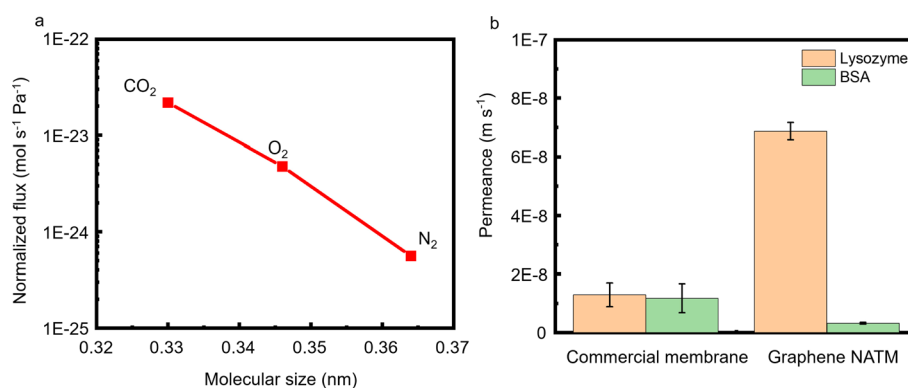 a
Normalized flux (mol s⁻¹ Pa⁻¹)
1E-22
1E-23
1E-24
1E-25
CO₂
O₂
N₂
0.32
0.33
0.34
0.35
0.36
0.37
Molecular size (nm)
b
Permeance (m s⁻¹)
1E-7
8E-8
6E-8
4E-8
2E-8
0
Lysozyme
BSA
Commercial membrane
Graphene NATM